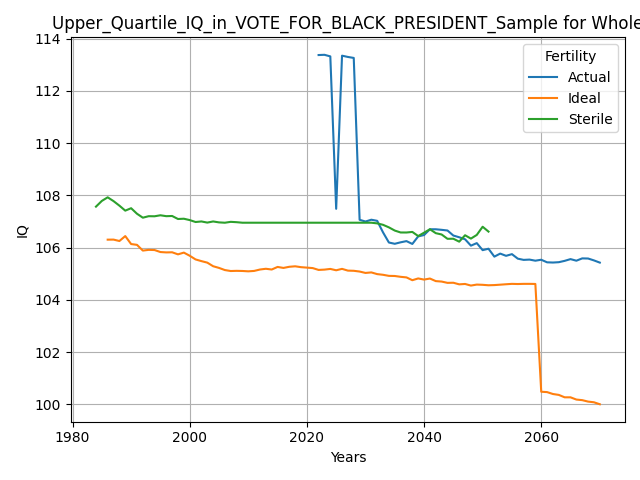 Upper_Quartile_IQ_in_VOTE_FOR_BLACK_PRESIDENT_Sample for Whole
114
112
110
108
106
104
102
100
IQ
1980
2000
2020
2040
2060
Years
Fertility
Actual
Ideal
Sterile